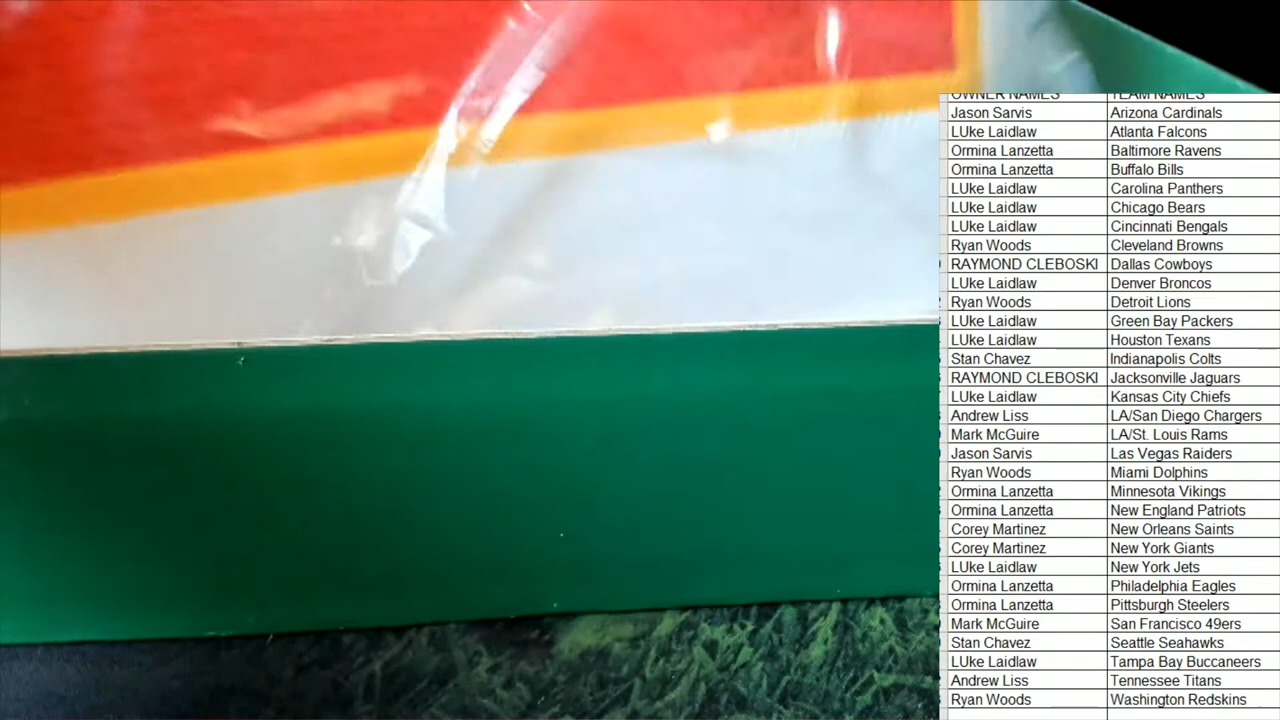 OWNER NAMES TEAM NAMES
Jason Sarvis Arizona Cardinals
LUke Laidlaw Atlanta Falcons
Ormina Lanzetta Baltimore Ravens
Ormina Lanzetta Buffalo Bills
LUke Laidlaw Carolina Panthers
LUke Laidlaw Chicago Bears
LUke Laidlaw Cincinnati Bengals
Ryan Woods Cleveland Browns
RAYMOND CLEBOSKI Dallas Cowboys
LUke Laidlaw Denver Broncos
Ryan Woods Detroit Lions
LUke Laidlaw Green Bay Packers
LUke Laidlaw Houston Texans
Stan Chavez Indianapolis Colts
RAYMOND CLEBOSKI Jacksonville Jaguars
LUke Laidlaw Kansas City Chiefs
Andrew Liss LA/San Diego Chargers
Mark McGuire LA/St. Louis Rams
Jason Sarvis Las Vegas Raiders
Ryan Woods Miami Dolphins
Ormina Lanzetta Minnesota Vikings
Ormina Lanzetta New England Patriots
Corey Martinez New Orleans Saints
Corey Martinez New York Giants
LUke Laidlaw New York Jets
Ormina Lanzetta Philadelphia Eagles
Ormina Lanzetta Pittsburgh Steelers
Mark McGuire San Francisco 49ers
Stan Chavez Seattle Seahawks
LUke Laidlaw Tampa Bay Buccaneers
Andrew Liss Tennessee Titans
Ryan Woods Washington Redskins